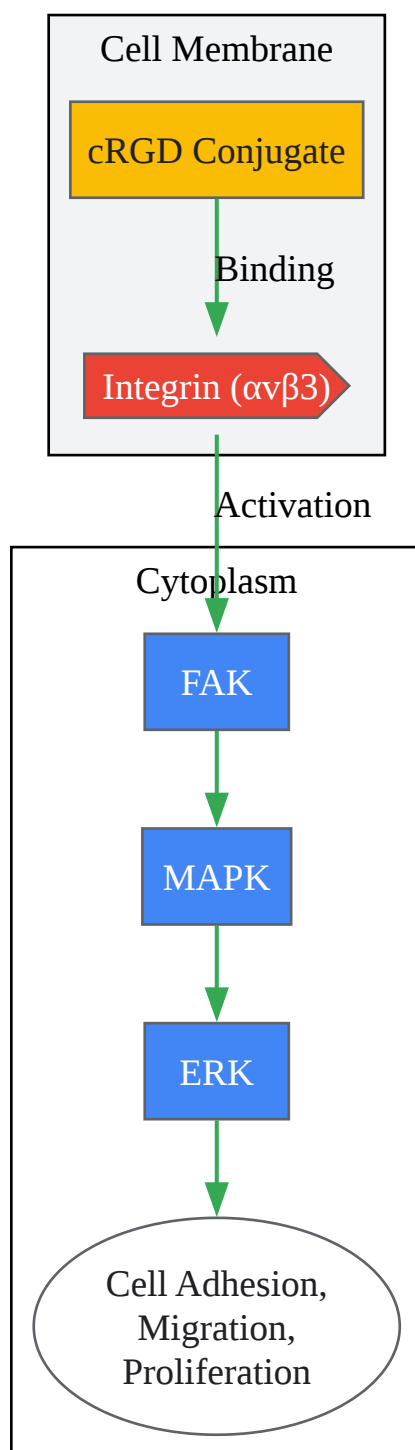 Cell Membrane
cRGD Conjugate
Binding
Integrin (αvβ3)
Activation
Cytoplasm
FAK
MAPK
ERK
Cell Adhesion,
Migration,
Proliferation